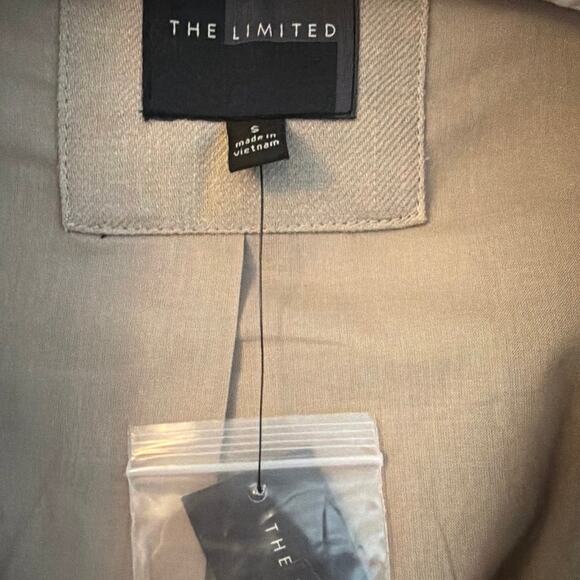 THE LIMITED
S
made in
vietnam
THE